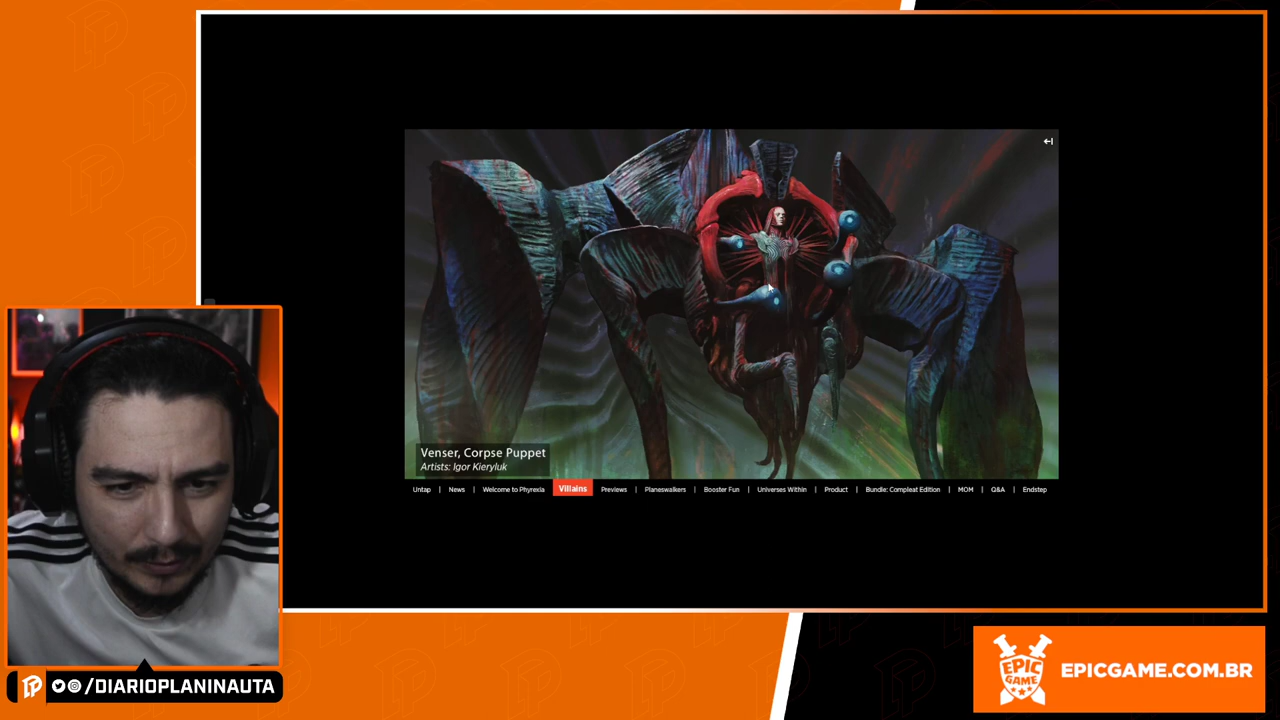 Venser, Corpse Puppet
Artists: Igor Kieryluk
Untap | News | Welcome to Phyrexia | Villains | Previews | Planeswalkers | Booster Fun | Universes Within | Product | Bundle: Compleat Edition | MOM | Q&A | Endstep
/DIARIOPLANINAUTA
EPIC
GAME
EPICGAME.COM.BR